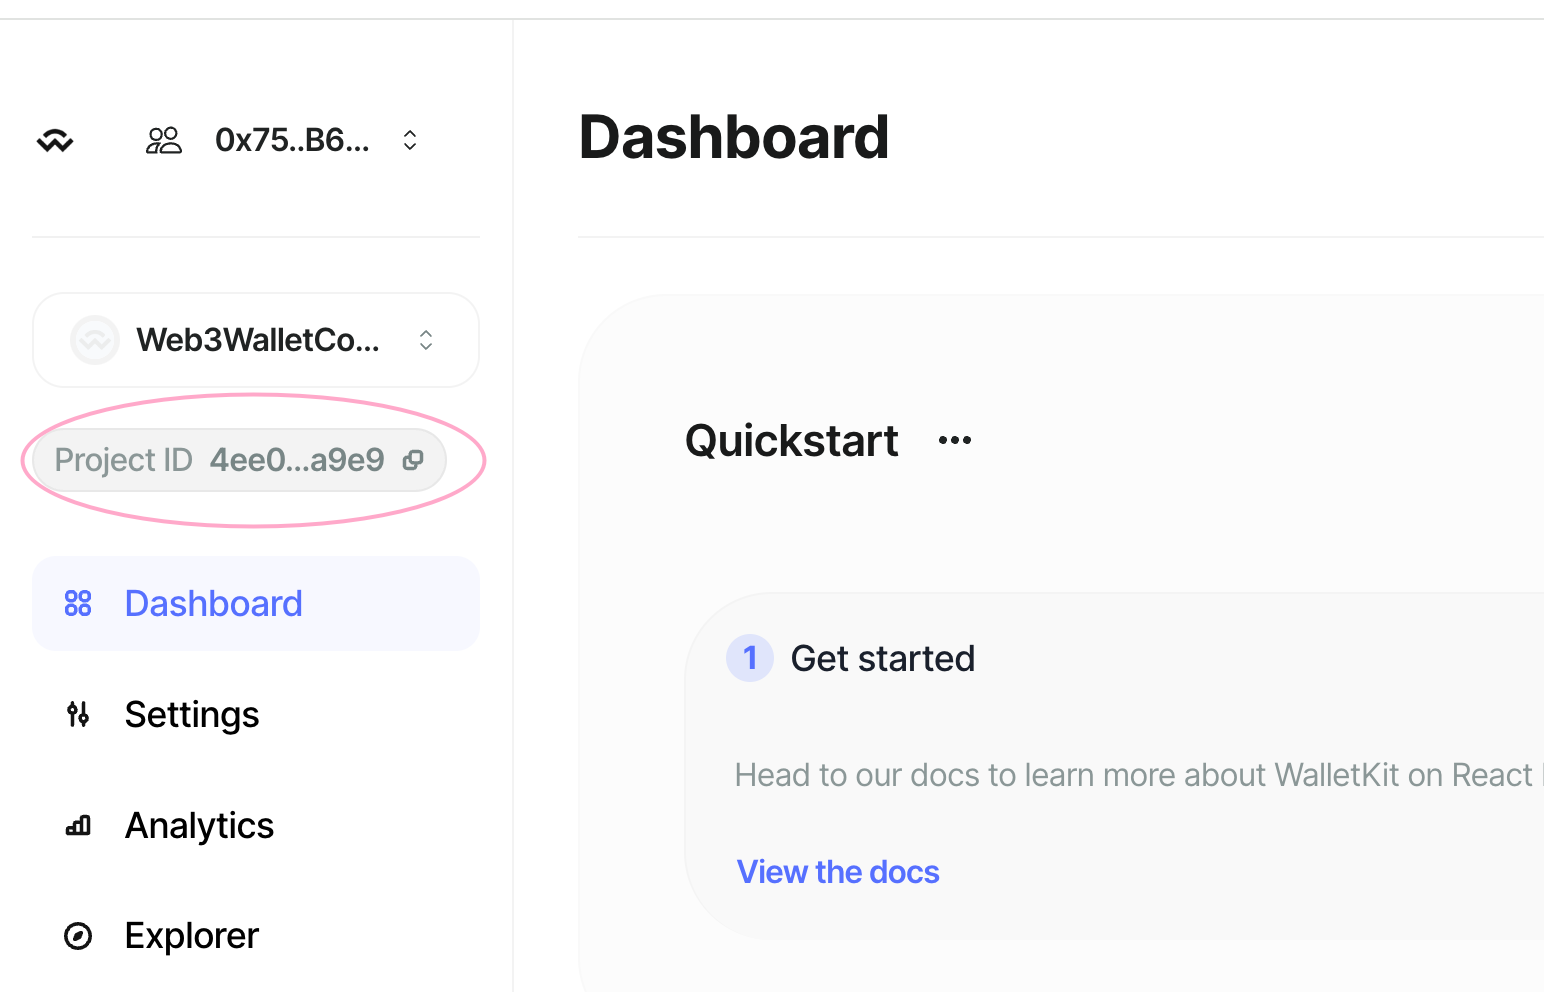 0x75..B6...
Dashboard
Web3WalletCo...
Project ID 4ee0...a9e9
Dashboard
Settings
Analytics
Explorer
Quickstart
1 Get started
Head to our docs to learn more about WalletKit on React
View the docs